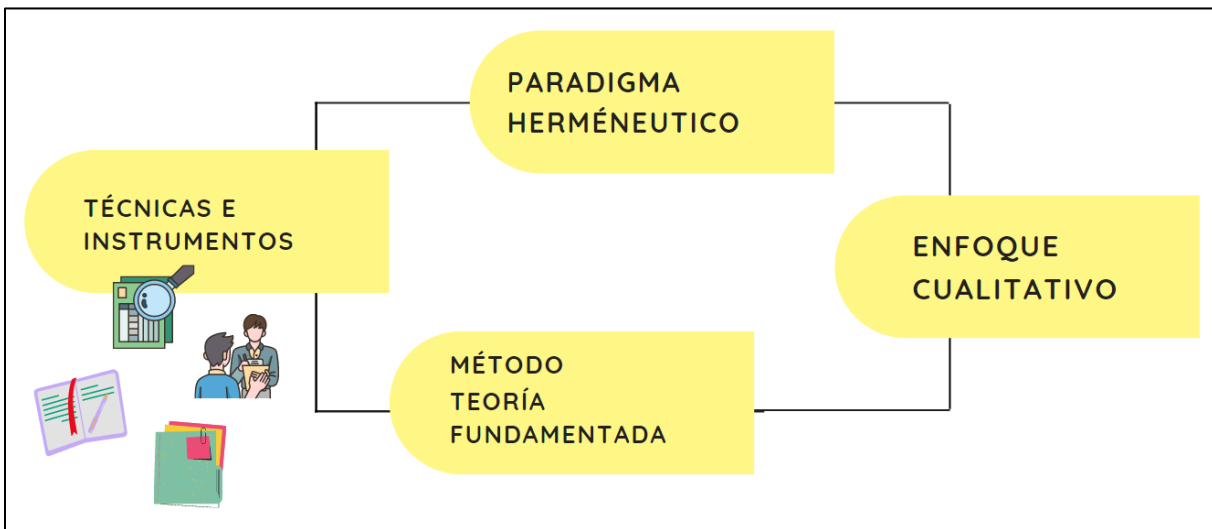 PARADIGMA
HERMÉNEUTICO
TÉCNICAS E
INSTRUMENTOS
ENFOQUE
CUALITATIVO
MÉTODO
TEORÍA
FUNDAMENTADA